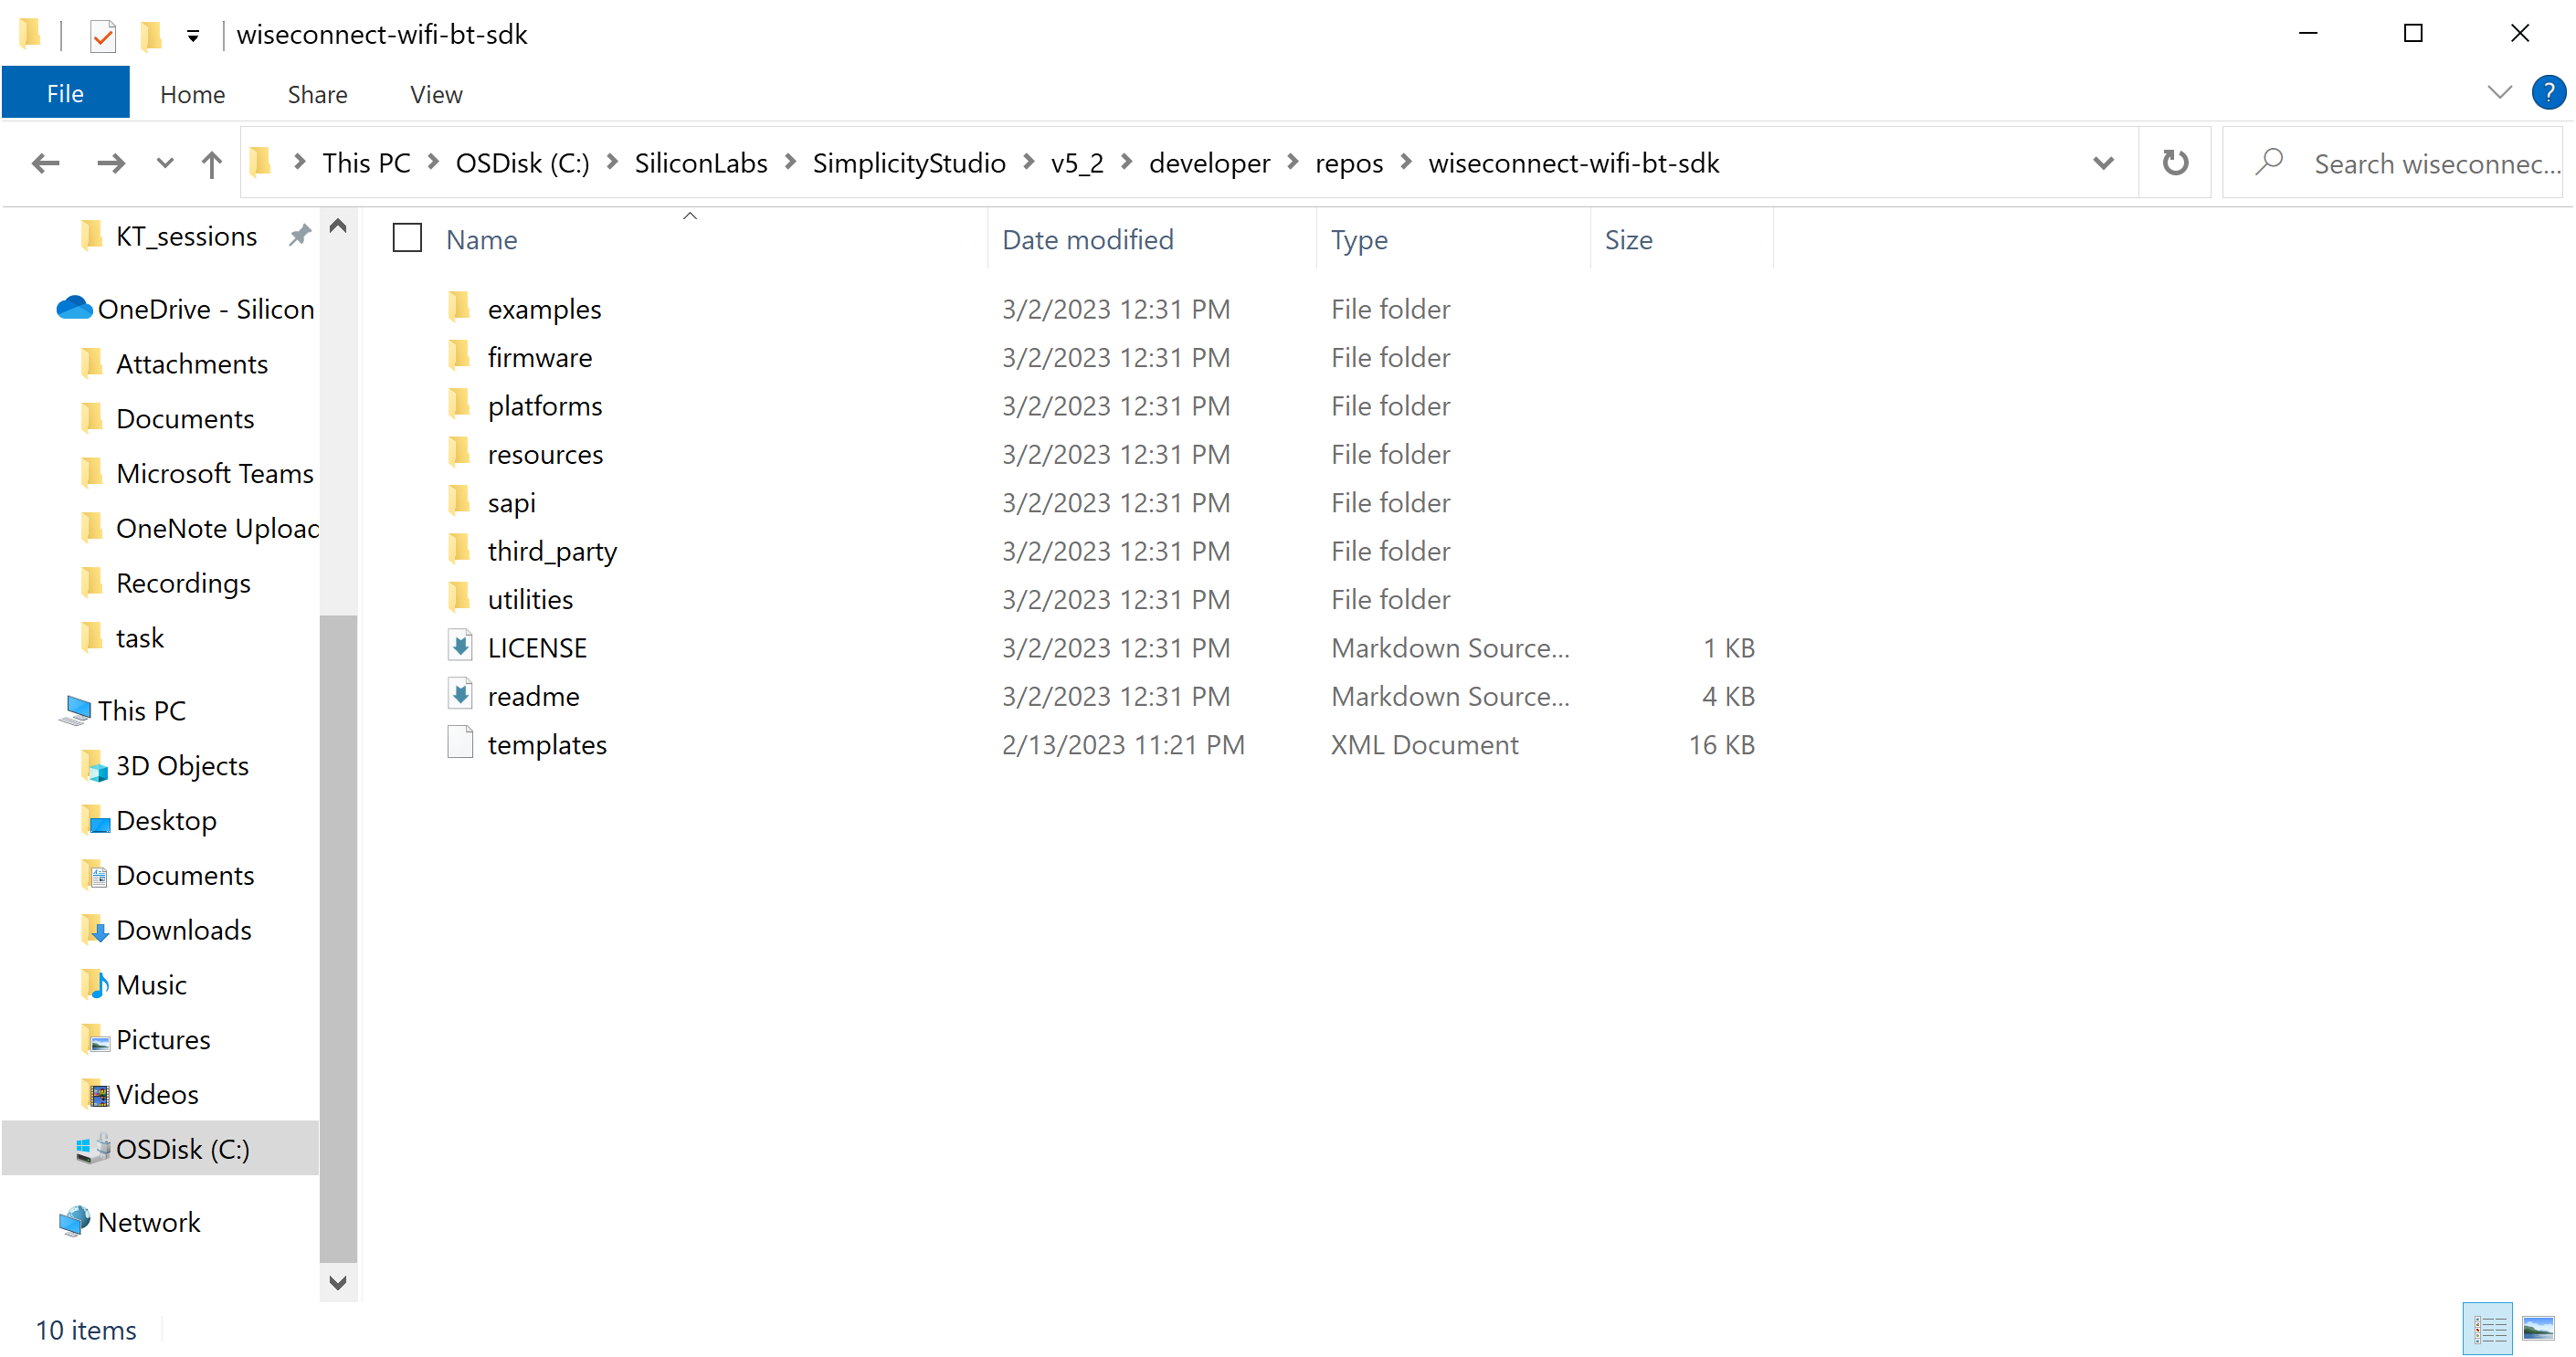 wiseconnect-wifi-bt-sdk
File Home Share View ?
This PC OSDisk (C:) SiliconLabs SimplicityStudio v5_2 developer repos wiseconnect-wifi-bt-sdk Search wiseconnec...
KT_sessions
OneDrive - Silicon
Attachments
Documents
Microsoft Teams
OneNote Upload
Recordings
task
This PC
3D Objects
Desktop
Documents
Downloads
Music
Pictures
Videos
OSDisk (C:)
Network
Name Date modified Type Size
examples 3/2/2023 12:31 PM File folder
firmware 3/2/2023 12:31 PM File folder
platforms 3/2/2023 12:31 PM File folder
resources 3/2/2023 12:31 PM File folder
sapi 3/2/2023 12:31 PM File folder
third_party 3/2/2023 12:31 PM File folder
utilities 3/2/2023 12:31 PM File folder
LICENSE 3/2/2023 12:31 PM Markdown Source... 1 KB
readme 3/2/2023 12:31 PM Markdown Source... 4 KB
templates 2/13/2023 11:21 PM XML Document 16 KB
10 items